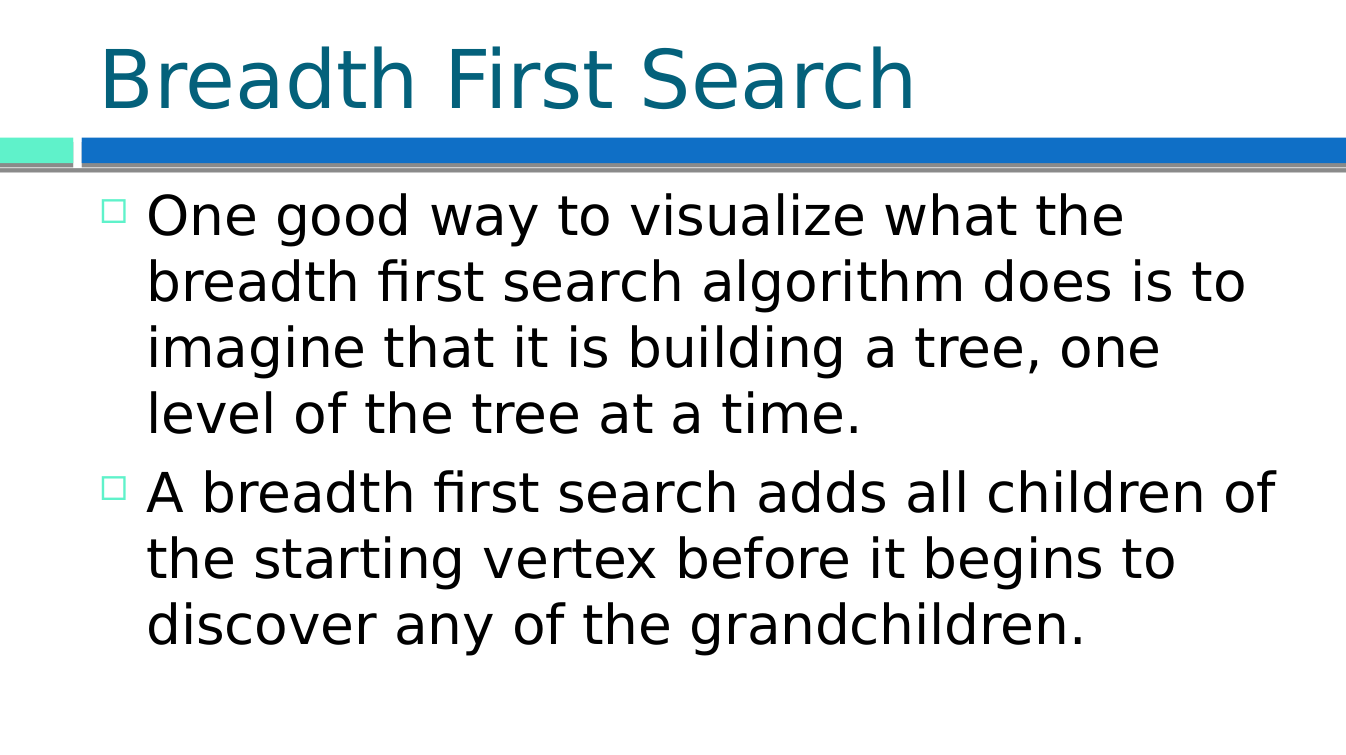 Breadth First Search
One good way to visualize what the
breadth first search algorithm does is to
imagine that it is building a tree, one
level of the tree at a time.
A breadth first search adds all children of
the starting vertex before it begins to
discover any of the grandchildren.